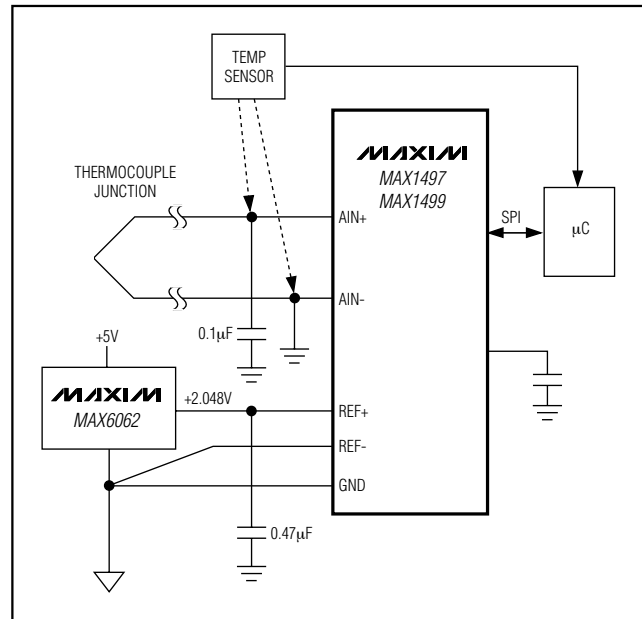 TEMP
SENSOR
MAXIM
MAX1497
MAX1499
THERMOCOUPLE
JUNCTION
AIN+
SPI
μC
AIN-
0.1μF
+5V
MAXIM
MAX6062
+2.048V
REF+
REF-
GND
0.47μF